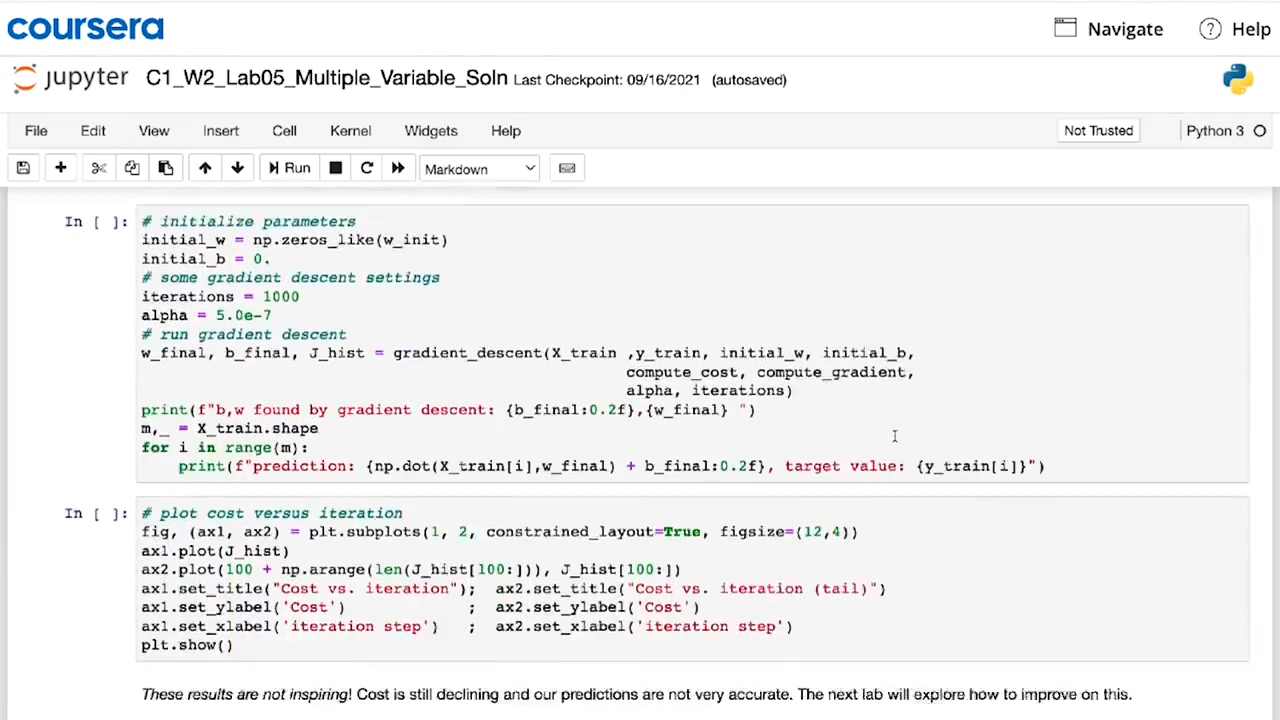 coursera
Navigate
Help
jupyter C1_W2_Lab05_Multiple_Variable_Soln Last Checkpoint: 09/16/2021 (autosaved)
File Edit View Insert Cell Kernel Widgets Help
Not Trusted
Python 3
Run
Markdown
In [ ]:
# initialize parameters
initial_w = np.zeros_like(w_init)
initial_b = 0.
# some gradient descent settings
iterations = 1000
alpha = 5.0e-7
# run gradient descent
w_final, b_final, J_hist = gradient_descent(X_train ,y_train, initial_w, initial_b,
compute_cost, compute_gradient,
alpha, iterations)
print(f"b,w found by gradient descent: {b_final:0.2f},{w_final} ")
m,_ = X_train.shape
for i in range(m):
print(f"prediction: {np.dot(X_train[i],w_final) + b_final:0.2f}, target value: {y_train[i]}")
In [ ]:
# plot cost versus iteration
fig, (ax1, ax2) = plt.subplots(1, 2, constrained_layout=True, figsize=(12,4))
ax1.plot(J_hist)
ax2.plot(100 + np.arange(len(J_hist[100:])), J_hist[100:])
ax1.set_title("Cost vs. iteration"); ax2.set_title("Cost vs. iteration (tail)")
ax1.set_ylabel('Cost') ; ax2.set_ylabel('Cost')
ax1.set_xlabel('iteration step') ; ax2.set_xlabel('iteration step')
plt.show()
These results are not inspiring! Cost is still declining and our predictions are not very accurate. The next lab will explore how to improve on this.